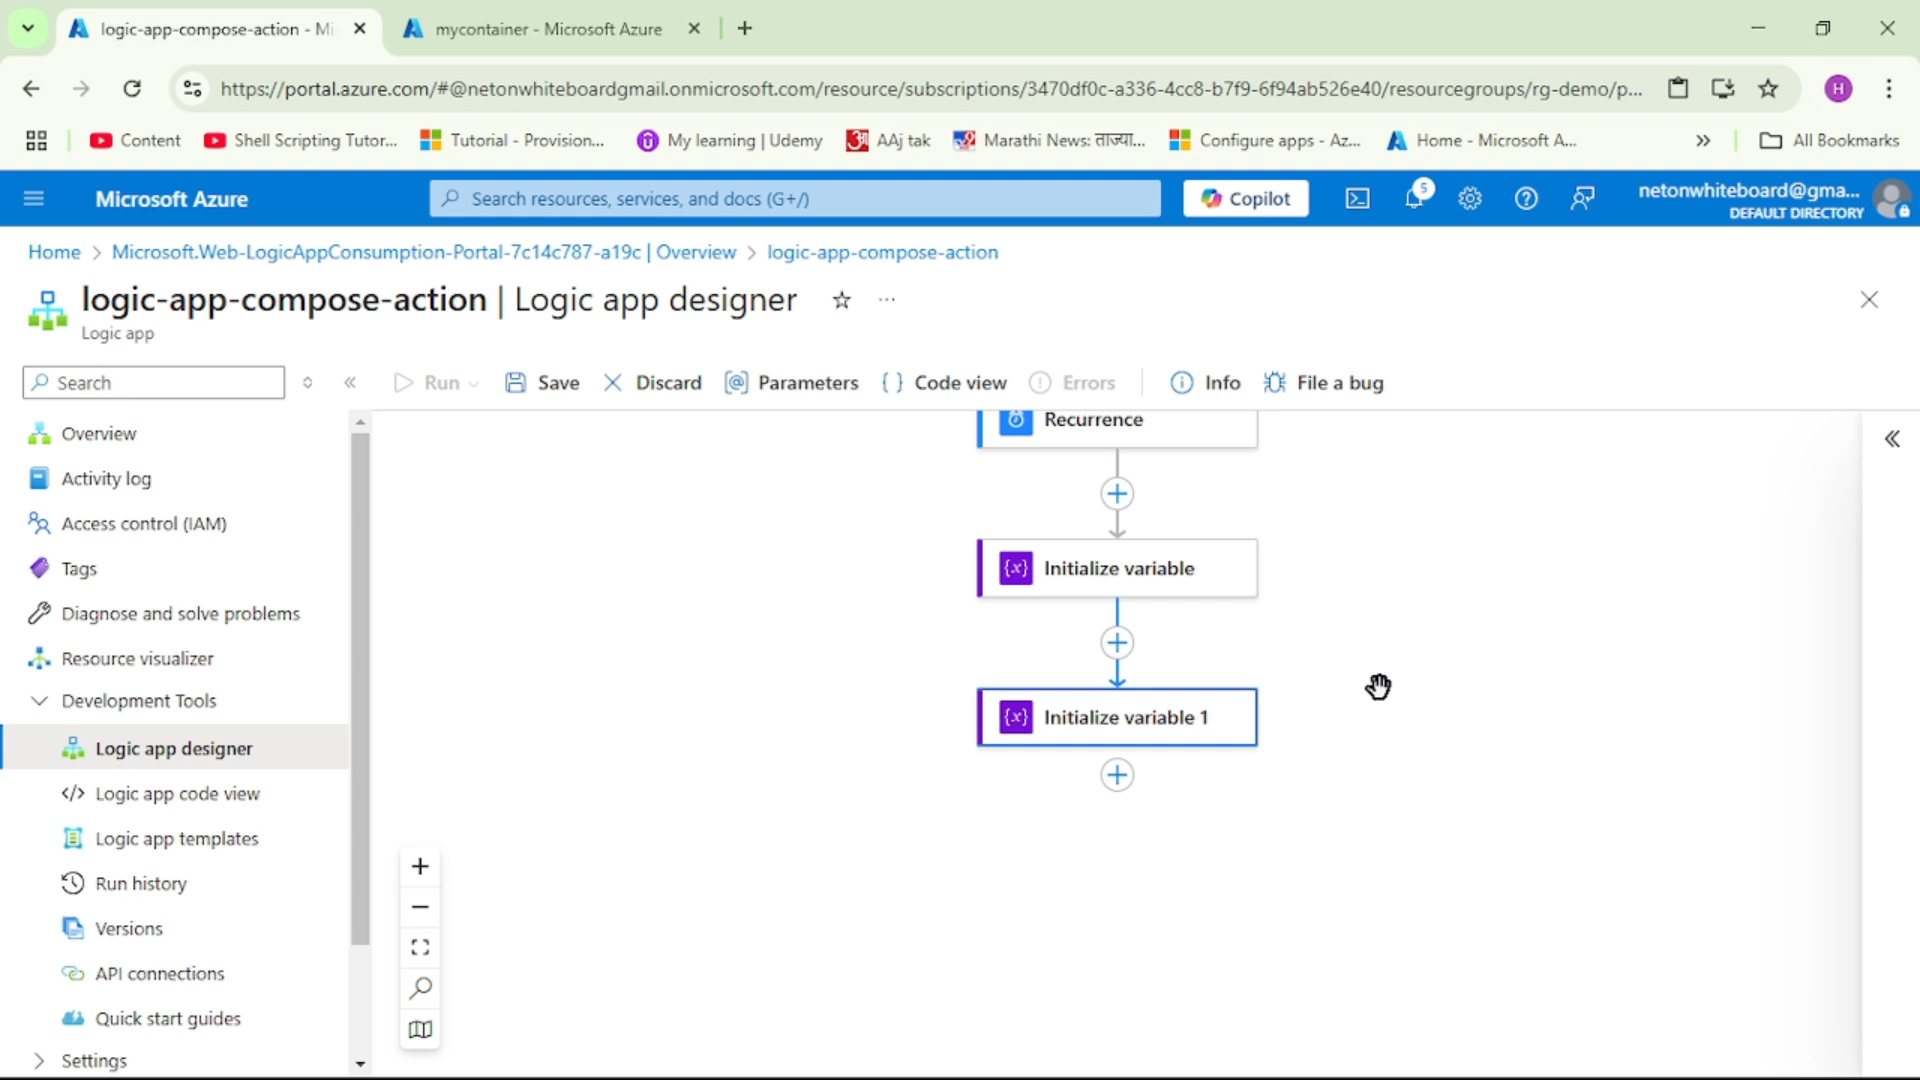 logic-app-compose-action - Mi
mycontainer - Microsoft Azure
https://portal.azure.com/#@netonwhiteboardgmail.onmicrosoft.com/resource/subscriptions/3470df0c-a336-4cc8-b7f9-6f94ab526e40/resourcegroups/rg-demo/p...
H
Content
Shell Scripting Tutor...
Tutorial - Provision...
My learning | Udemy
AAj tak
Marathi News: ताज्या...
Configure apps - Az...
Home - Microsoft A...
All Bookmarks
Microsoft Azure
Search resources, services, and docs (G+/)
Copilot
5
netonwhiteboard@gma...
DEFAULT DIRECTORY
Home > Microsoft.Web-LogicAppConsumption-Portal-7c14c787-a19c | Overview > logic-app-compose-action
logic-app-compose-action | Logic app designer
Logic app
Search
Run
Save
Discard
Parameters
Code view
Errors
Info
File a bug
Overview
Activity log
Access control (IAM)
Tags
Diagnose and solve problems
Resource visualizer
Development Tools
Logic app designer
Logic app code view
Logic app templates
Run history
Versions
API connections
Quick start guides
Settings
Recurrence
{x} Initialize variable
{x} Initialize variable 1